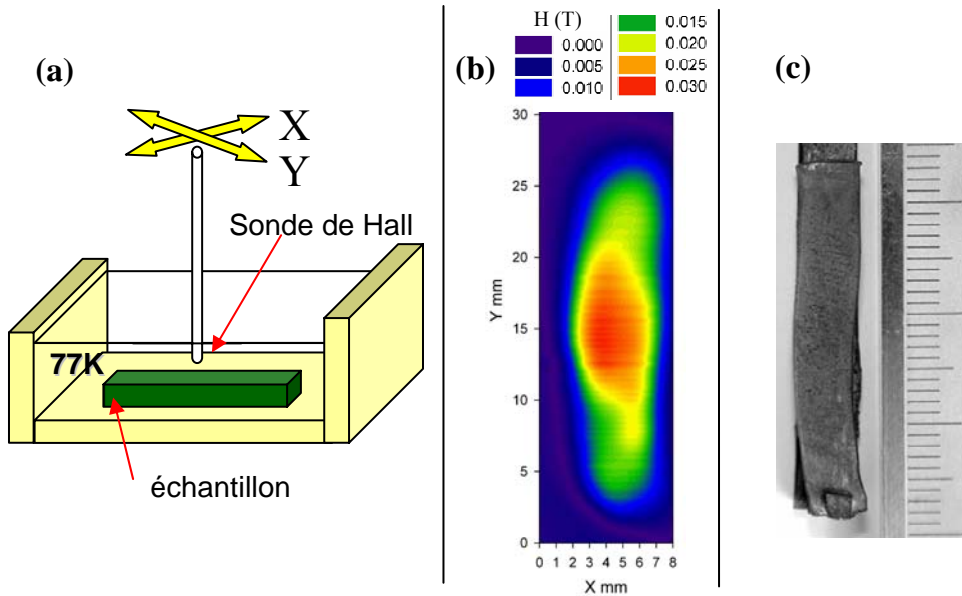 (a)
X
Y
Sonde de Hall
77K
échantillon
(b)
H (T)
0.000
0.005
0.010
0.015
0.020
0.025
0.030
30
25
20
15
10
5
0
Y mm
0 1 2 3 4 5 6 7 8
X mm
(c)